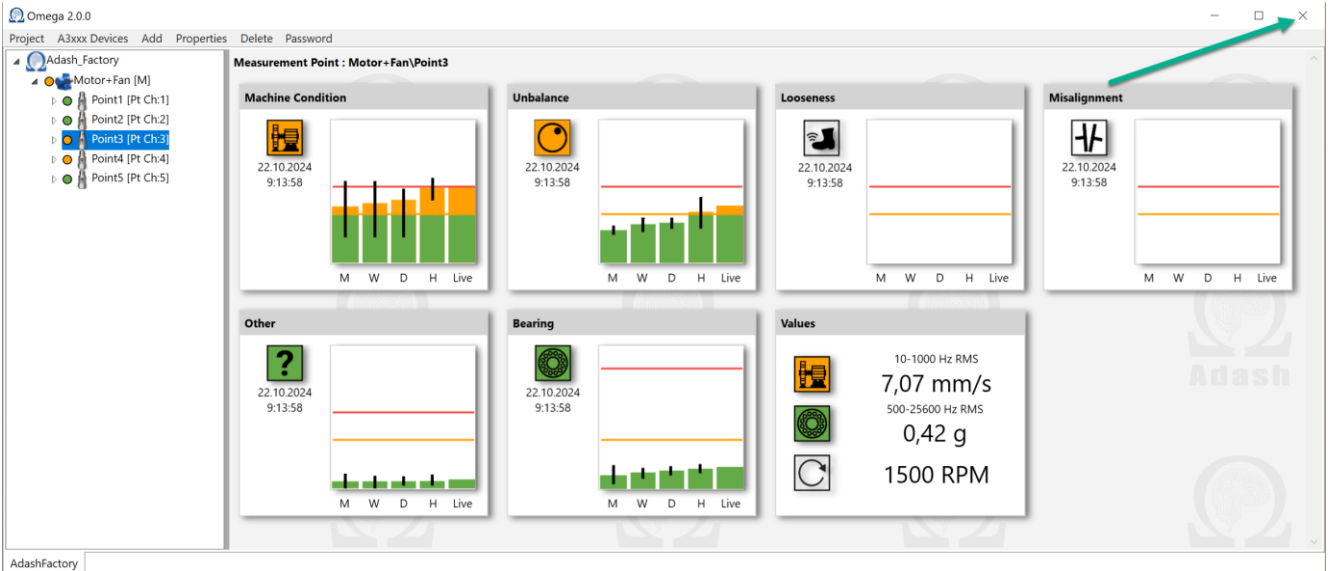 Omega 2.0.0
Project A3xxx Devices Add Properties Delete Password
Adash_Factory
Motor+Fan [M]
Point1 [Pt Ch:1]
Point2 [Pt Ch:2]
Point3 [Pt Ch:3]
Point4 [Pt Ch:4]
Point5 [Pt Ch:5]
Measurement Point : Motor+Fan\Point3
Machine Condition
22.10.2024
9:13:58
M W D H Live
Unbalance
22.10.2024
9:13:58
M W D H Live
Looseness
22.10.2024
9:13:58
M W D H Live
Misalignment
22.10.2024
9:13:58
M W D H Live
Other
?
22.10.2024
9:13:58
M W D H Live
Bearing
22.10.2024
9:13:58
M W D H Live
Values
10-1000 Hz RMS
7,07 mm/s
500-25600 Hz RMS
0,42 g
1500 RPM
Adash
AdashFactory